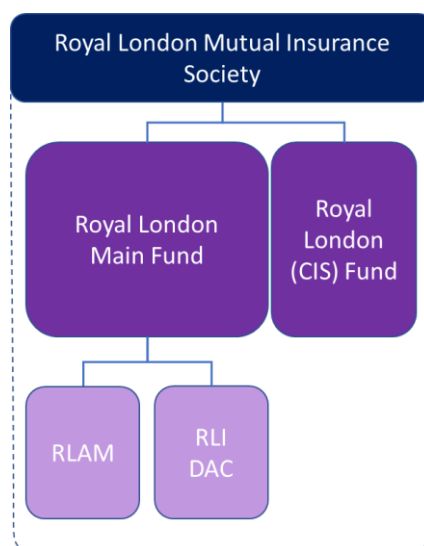 Royal London Mutual Insurance
Society
Royal London
Main Fund
Royal
London
(CIS) Fund
RLAM
RLI
DAC